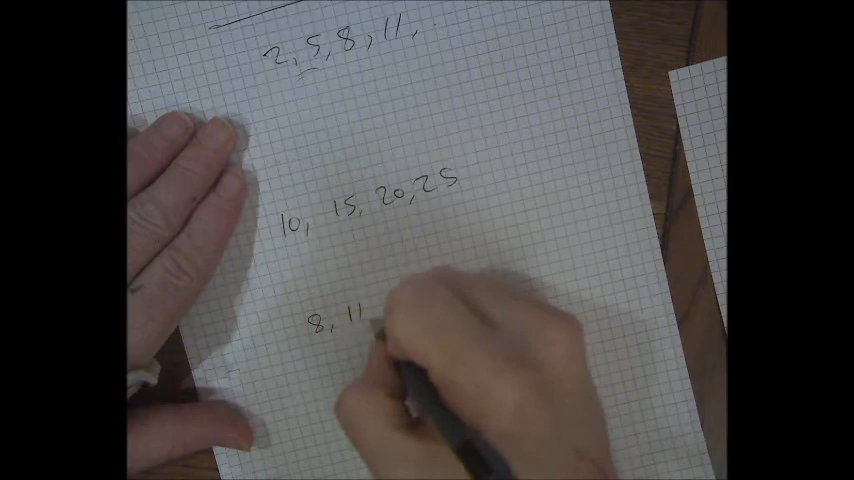 2, 5, 8, 11,
10, 15, 20, 25
8, 11